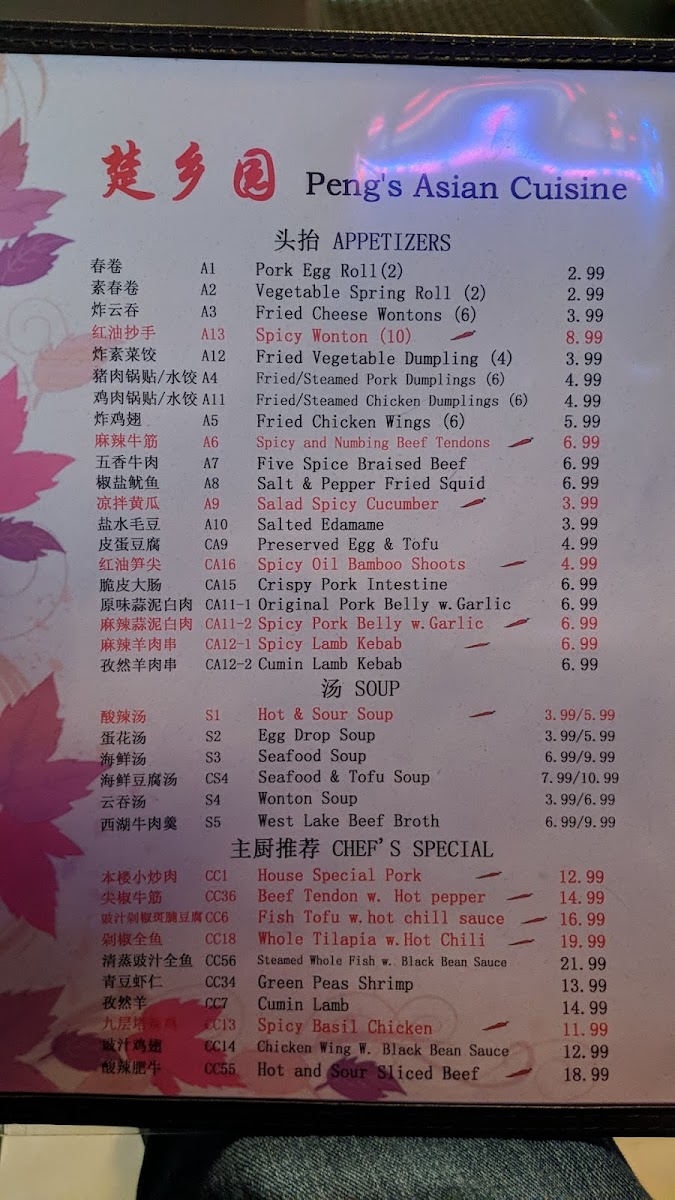 楚乡园 Peng's Asian Cuisine
头抬 APPETIZERS
春卷 A1 Pork Egg Roll(2) 2.99
素春卷 A2 Vegetable Spring Roll (2) 2.99
炸云吞 A3 Fried Cheese Wontons (6) 3.99
红油抄手 A13 Spicy Wonton (10) 8.99
炸素菜饺 A12 Fried Vegetable Dumpling (4) 3.99
猪肉锅贴/水饺 A4 Fried/Steamed Pork Dumplings (6) 4.99
鸡肉锅贴/水饺 A11 Fried/Steamed Chicken Dumplings (6) 4.99
炸鸡翅 A5 Fried Chicken Wings (6) 5.99
麻辣牛筋 A6 Spicy and Numbing Beef Tendons 6.99
五香牛肉 A7 Five Spice Braised Beef 6.99
椒盐鱿鱼 A8 Salt & Pepper Fried Squid 6.99
凉拌黄瓜 A9 Salad Spicy Cucumber 3.99
盐水毛豆 A10 Salted Edamame 3.99
皮蛋豆腐 CA9 Preserved Egg & Tofu 4.99
红油笋尖 CA16 Spicy Oil Bamboo Shoots 4.99
脆皮大肠 CA15 Crispy Pork Intestine 6.99
原味蒜泥白肉 CA11-1 Original Pork Belly w.Garlic 6.99
麻辣蒜泥白肉 CA11-2 Spicy Pork Belly w.Garlic 6.99
麻辣羊肉串 CA12-1 Spicy Lamb Kebab 6.99
孜然羊肉串 CA12-2 Cumin Lamb Kebab 6.99
汤 SOUP
酸辣汤 S1 Hot & Sour Soup 3.99/5.99
蛋花汤 S2 Egg Drop Soup 3.99/5.99
海鲜汤 S3 Seafood Soup 6.99/9.99
海鲜豆腐汤 CS4 Seafood & Tofu Soup 7.99/10.99
云吞汤 S4 Wonton Soup 3.99/6.99
西湖牛肉羹 S5 West Lake Beef Broth 6.99/9.99
主厨推荐 CHEF'S SPECIAL
本楼小炒肉 CC1 House Special Pork 12.99
尖椒牛筋 CC36 Beef Tendon w. Hot pepper 14.99
豉汁剁椒斑腩豆腐 CC6 Fish Tofu w.hot chill sauce 16.99
剁椒全鱼 CC18 Whole Tilapia w.Hot Chili 19.99
清蒸豉汁全鱼 CC56 Steamed Whole Fish w. Black Bean Sauce 21.99
青豆虾仁 CC34 Green Peas Shrimp 13.99
孜然羊 CC7 Cumin Lamb 14.99
九层塔 CC13 Spicy Basil Chicken 11.99
豉汁鸡翅 CC14 Chicken Wing W. Black Bean Sauce 12.99
酸辣肥牛 CC55 Hot and Sour Sliced Beef 18.99